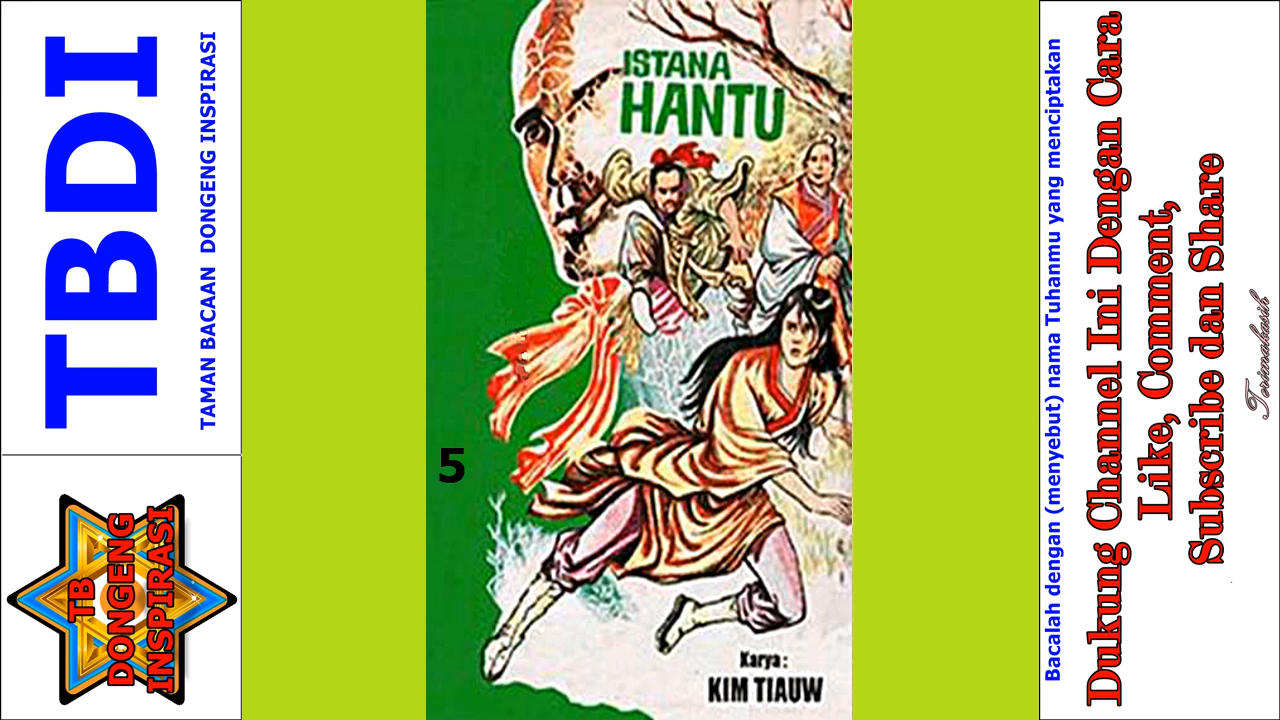 TBDI
TAMAN BACAAN DONGENG INSPIRASI
TB
DONGENG
INSPIRASI
ISTANA
HANTU
5
Karya:
KIM TIAUW
Bacalah dengan (menyebut) nama Tuhanmu yang menciptakan
Dukung Channel Ini Dengan Cara
Like, Comment,
Subscribe dan Share
Terimakasih